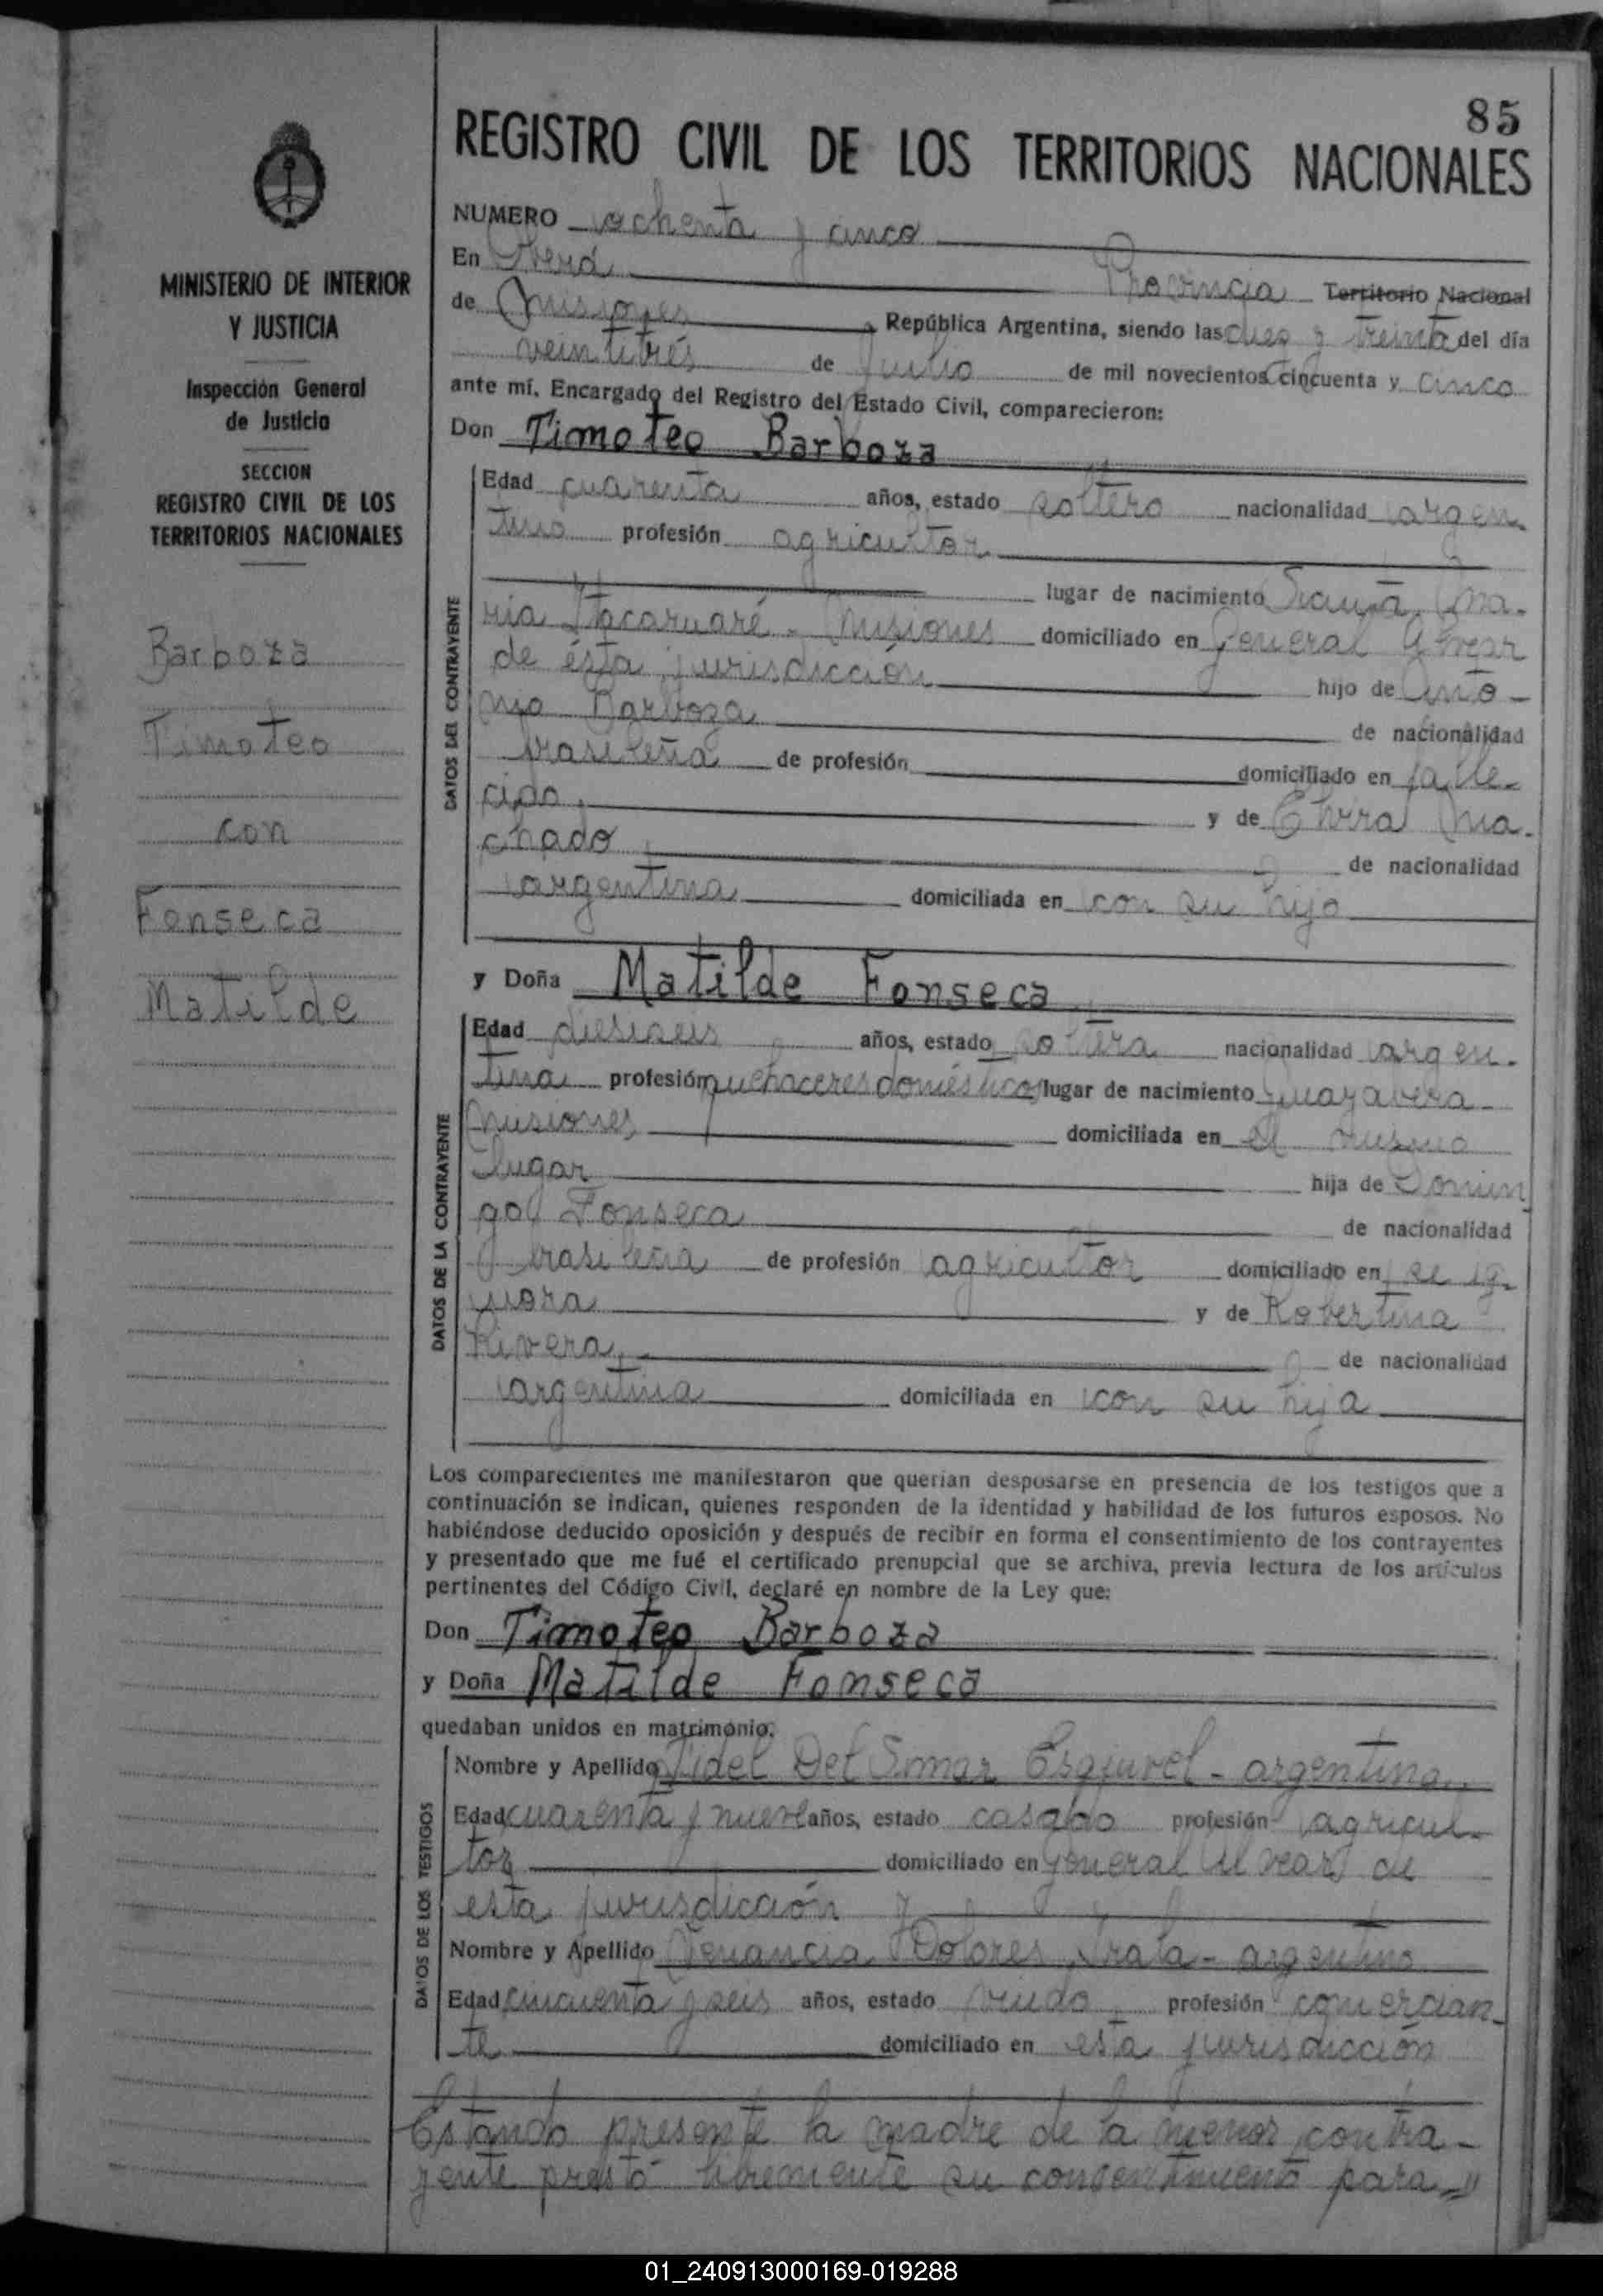 85
REGISTRO CIVIL DE LOS TERRITORIOS NACIONALES
MINISTERIO DE INTERIOR
Y JUSTICIA
Inspección General
de Justicia
SECCION
REGISTRO CIVIL DE LOS
TERRITORIOS NACIONALES
Barboza
Timoteo
con
Fonseca
Matilde
NUMERO ochenta y cinco
En Oberá Provincia Territorio Nacional
de Misiones República Argentina, siendo las diez y treinta del día
veintitrés de Julio de mil novecientos cincuenta y cinco
ante mí, Encargado del Registro del Estado Civil, comparecieron:
Don Timoteo Barboza
DATOS DEL CONTRAYENTE
Edad cuarenta años, estado soltero nacionalidad argen-
tino profesión agricultor
lugar de nacimiento Santa Ma-
ria Itacaruaré - Misiones domiciliado en General Alvear
de ésta jurisdicción hijo de Anto-
nio Barboza de nacionalidad
brasileña de profesión domiciliado en falle-
cido. y de Elvira Ma-
chado de nacionalidad
argentina domiciliada en con su hijo
y Doña Matilde Fonseca
DATOS DE LA CONTRAYENTE
Edad dieciseis años, estado soltera nacionalidad argen-
tina profesión quehaceres domésticos lugar de nacimiento
Misiones domiciliada en el mismo
lugar hija de Domin
go Fonseca de nacionalidad
brasileña de profesión agricultor domiciliado en se ig-
nora y de Robertina
Rivera de nacionalidad
argentina domiciliada en con su hija
Los comparecientes me manifestaron que querían desposarse en presencia de los testigos que a
continuación se indican, quienes responden de la identidad y habilidad de los futuros esposos. No
habiéndose deducido oposición y después de recibir en forma el consentimiento de los contrayentes
y presentado que me fué el certificado prenupcial que se archiva, previa lectura de los artículos
pertinentes del Código Civil, declaré en nombre de la Ley que:
Don Timoteo Barboza
y Doña Matilde Fonseca
quedaban unidos en matrimonio.
DATOS DE LOS TESTIGOS
Nombre y Apellido Fidel Del Esquivel - argentino.
Edad cuarenta y nueve años, estado casado profesión agricul-
tor domiciliado en General Alvear de
esta jurisdicción y
Nombre y Apellido Dolores - argentino
Edad cincuenta y seis años, estado viudo profesión comercian-
te domiciliado en esta jurisdicción
Estando presente la madre de la menor contra-
yente prestó libremente su consentimiento para
01_240913000169-019288